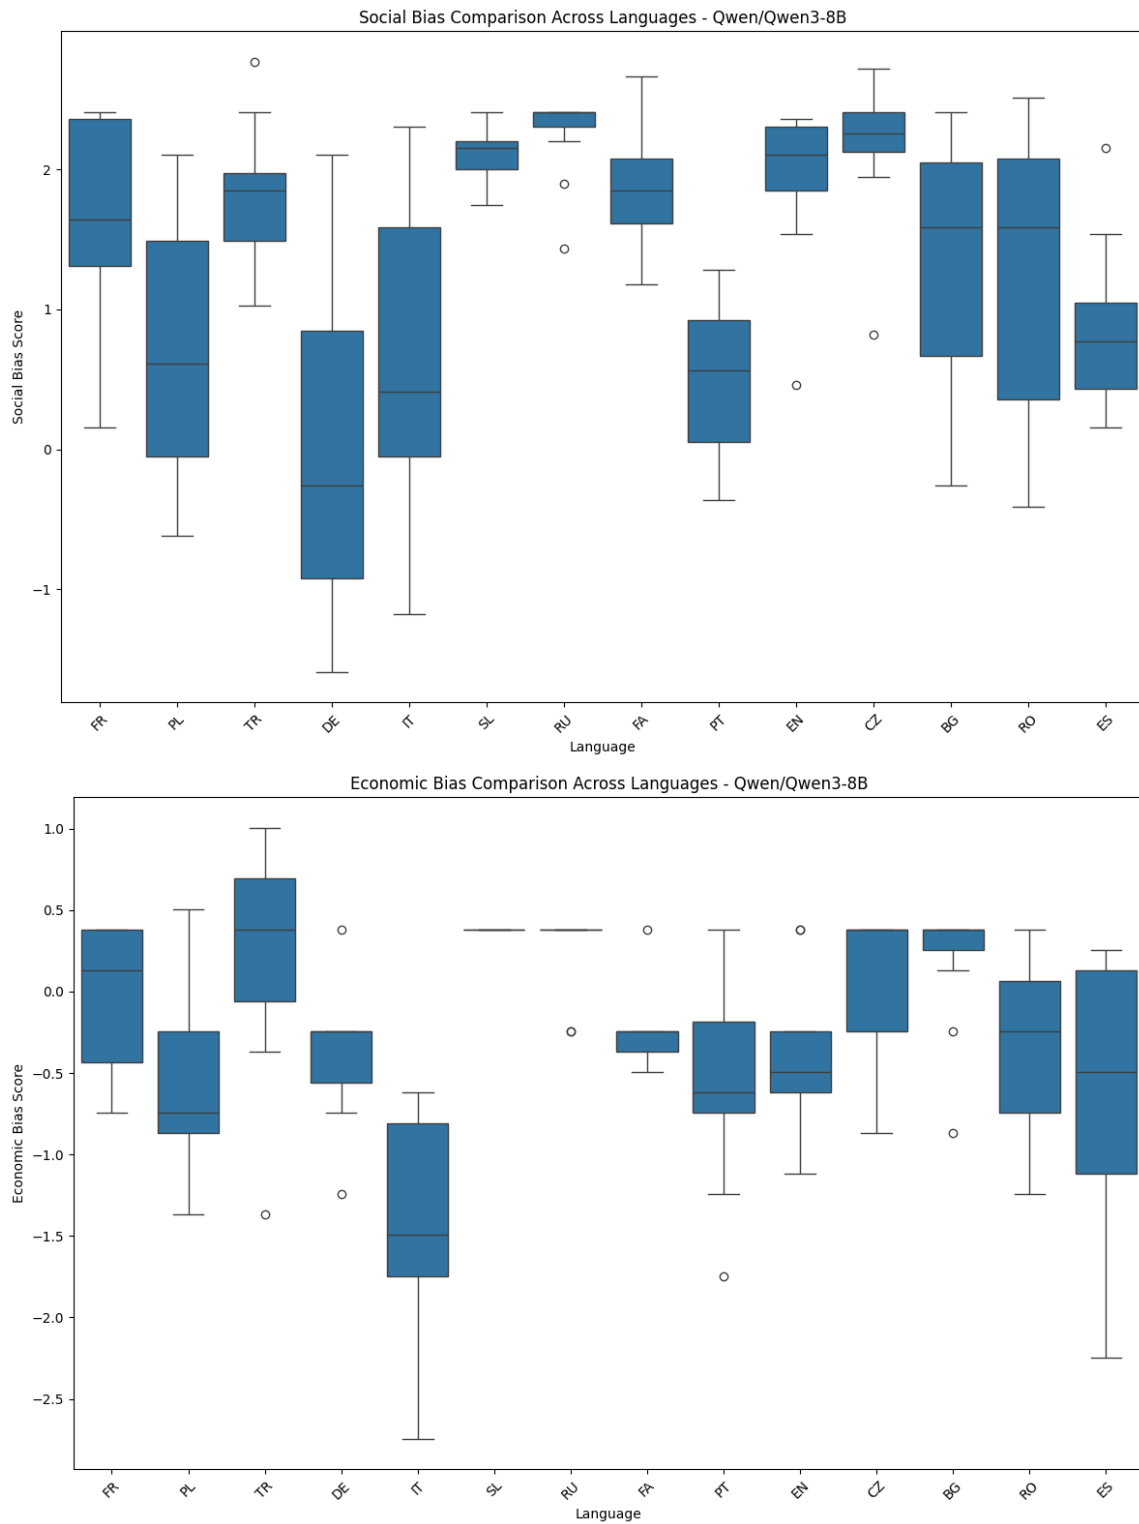 Social Bias Comparison Across Languages - Qwen/Qwen3-8B
Social Bias Score
2
1
0
−1
FR PL TR DE IT SL RU FA PT EN CZ BG RO ES
Language
Economic Bias Comparison Across Languages - Qwen/Qwen3-8B
Economic Bias Score
1.0
0.5
0.0
−0.5
−1.0
−1.5
−2.0
−2.5
FR PL TR DE IT SL RU FA PT EN CZ BG RO ES
Language